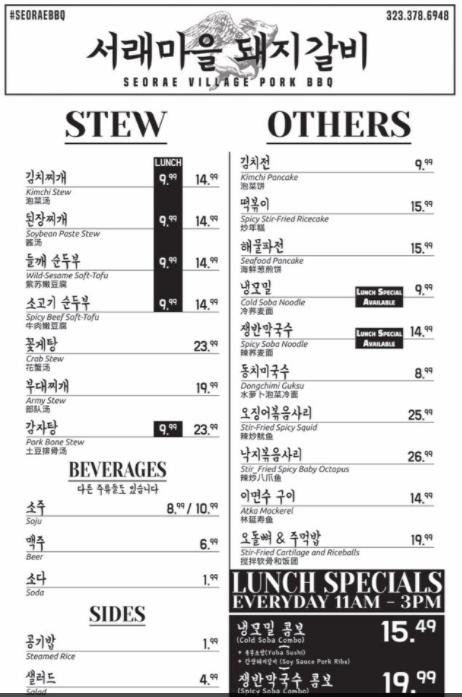 #SEORAEBBQ
323.378.6948
서래마을 돼지갈비
SEORAE VILLAGE PORK BBQ
STEW
LUNCH
김치찌개 9.99 14.99
Kimchi Stew
泡菜汤
된장찌개 9.99 14.99
Soybean Paste Stew
酱汤
들깨 순두부 9.99 14.99
Wild-Sesame Soft-Tofu
紫苏嫩豆腐
소고기 순두부 9.99 14.99
Spicy Beef Soft-Tofu
牛肉嫩豆腐
꽃게탕 23.99
Crab Stew
花蟹汤
부대찌개 19.99
Army Stew
部队汤
감자탕 9.99 23.99
Pork Bone Stew
土豆排骨汤
BEVERAGES
다른 주류들도 있습니다
소주 8.99 / 10.99
Soju
맥주 6.99
Beer
소다 1.99
Soda
SIDES
공기밥 1.99
Steamed Rice
샐러드 4.99
Salad
OTHERS
김치전 9.99
Kimchi Pancake
泡菜饼
떡볶이 15.99
Spicy Stir-Fried Ricecake
炒年糕
해물파전 15.99
Seafood Pancake
海鲜葱煎饼
냉모밀 LUNCH SPECIAL AVAILABLE 9.99
Cold Soba Noodle
冷荞麦面
쟁반막국수 LUNCH SPECIAL AVAILABLE 14.99
Spicy Soba Noodle
辣荞麦面
동치미국수 8.99
Dongchimi Guksu
水萝卜泡菜冷面
오징어볶음사리 25.99
Stir-Fried Spicy Squid
辣炒鱿鱼
낙지볶음사리 26.99
Stir_Fried Spicy Baby Octopus
辣炒八爪鱼
이면수 구이 14.99
Atka Mackerel
林延寿鱼
오돌뼈 & 주먹밥 19.99
Stir-Fried Cartilage and Riceballs
搅拌软骨和饭团
LUNCH SPECIALS
EVERYDAY 11AM - 3PM
냉모밀 콤보 15.49
(Cold Soba Combo)
+ 유부초밥(Yuba Sushi)
+ 간장돼지갈비 (Soy Sauce Pork Ribs)
쟁반막국수 콤보 19.99
(Spicy Soba Combo)